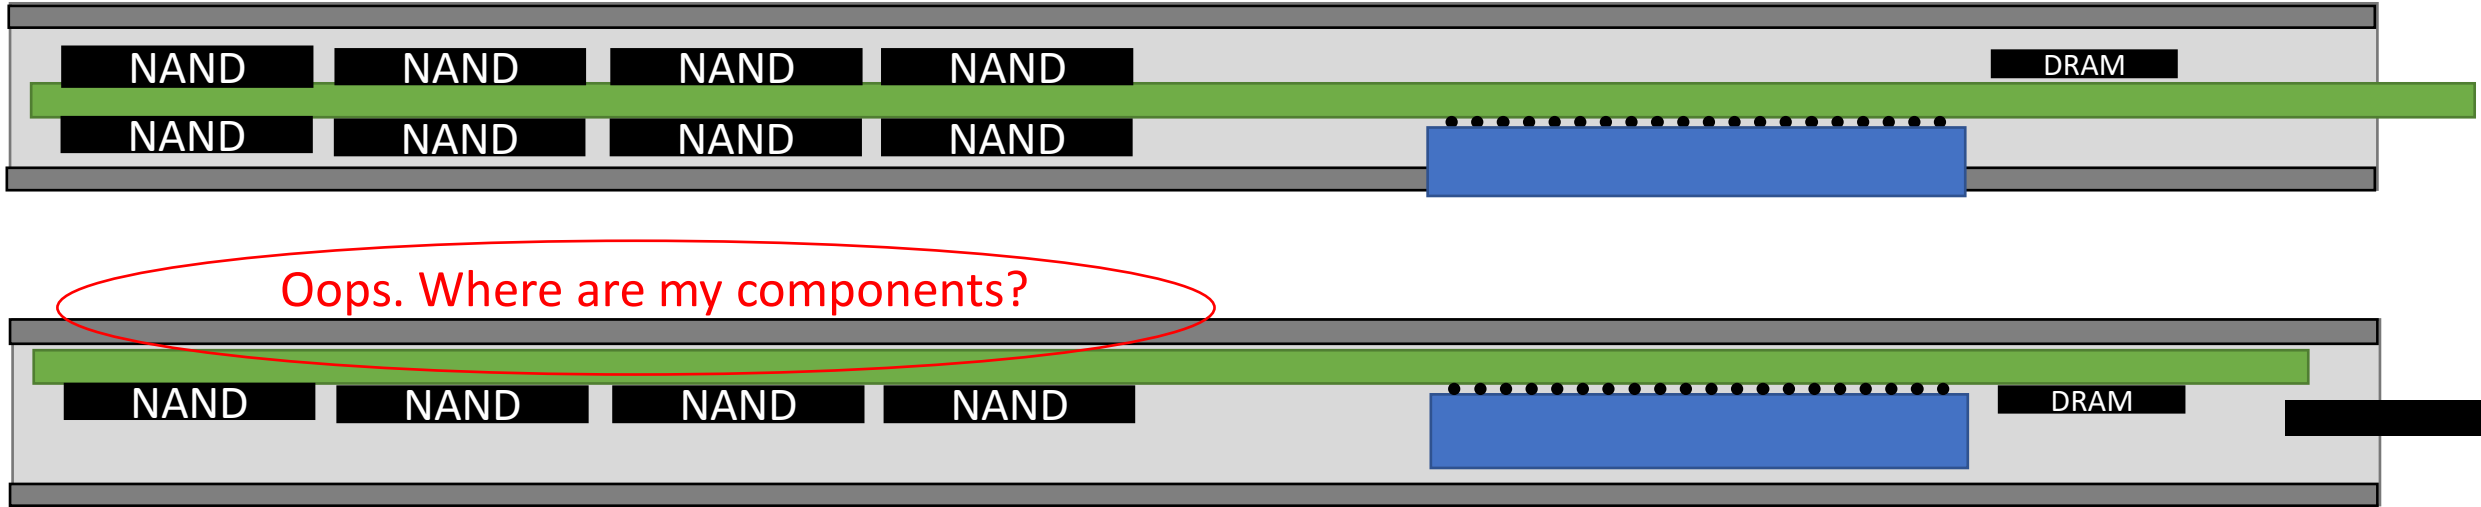 NAND NAND NAND NAND DRAM
NAND NAND NAND NAND
Oops. Where are my components?
NAND NAND NAND NAND DRAM